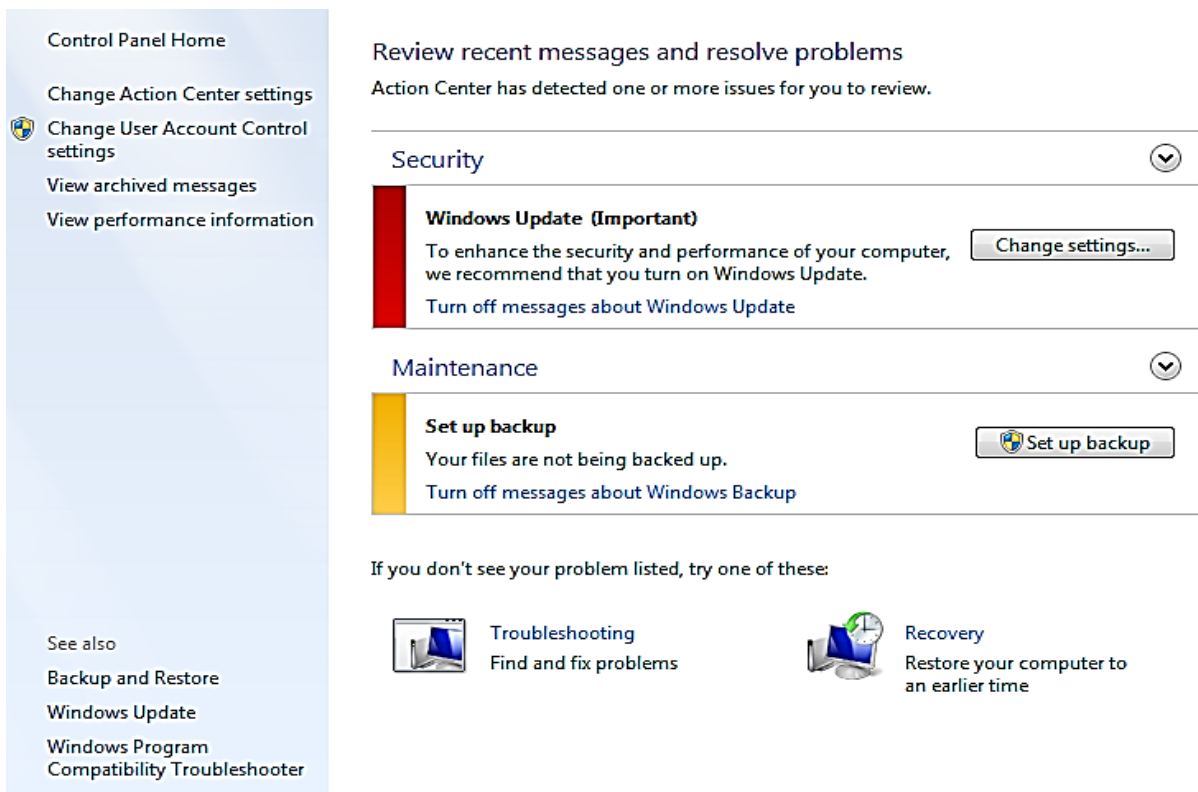 Control Panel Home
Change Action Center settings
Change User Account Control
settings
View archived messages
View performance information
See also
Backup and Restore
Windows Update
Windows Program
Compatibility Troubleshooter
Review recent messages and resolve problems
Action Center has detected one or more issues for you to review.
Security
Windows Update (Important)
To enhance the security and performance of your computer,
we recommend that you turn on Windows Update.
Turn off messages about Windows Update
Change settings...
Maintenance
Set up backup
Your files are not being backed up.
Turn off messages about Windows Backup
Set up backup
If you don't see your problem listed, try one of these:
Troubleshooting
Find and fix problems
Recovery
Restore your computer to
an earlier time